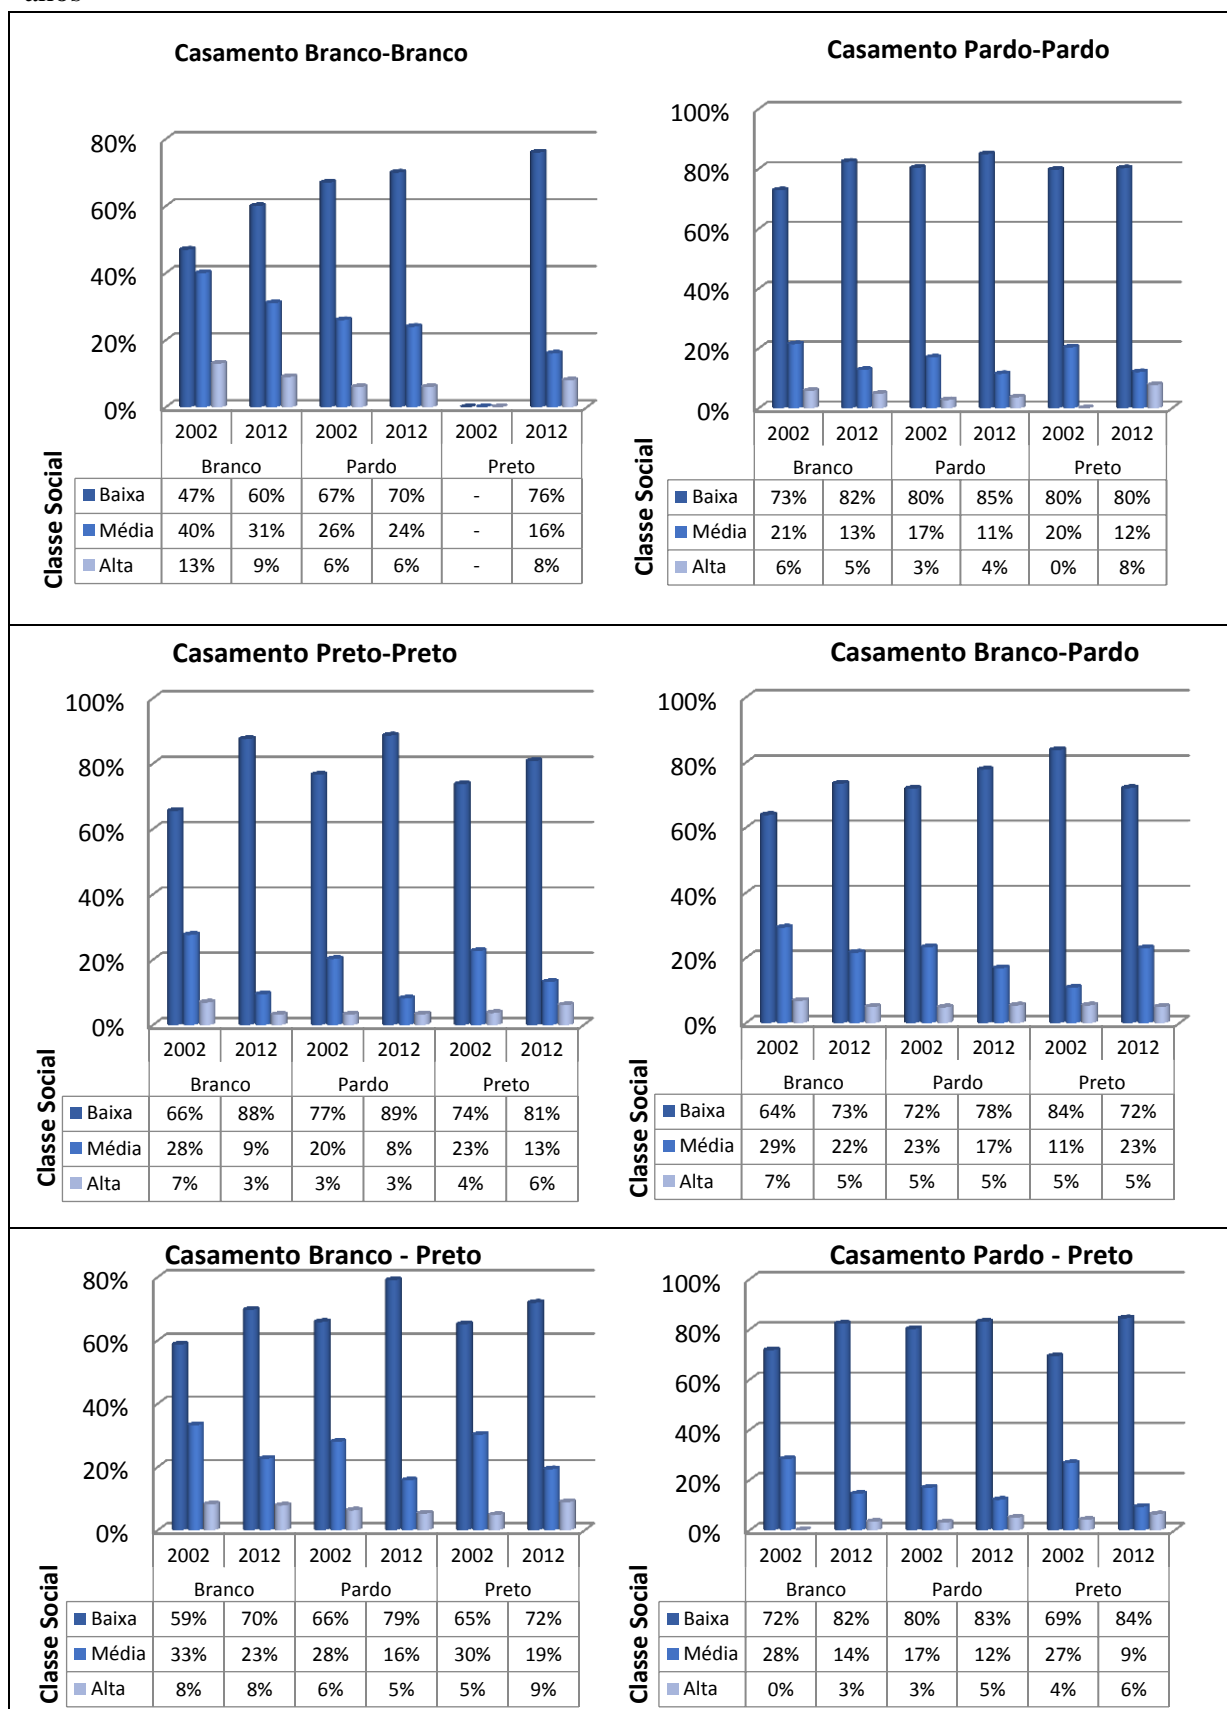 anos
Casamento Branco-Branco
80%
60%
40%
20%
0%
2002 2012 2002 2012 2002 2012
Branco Pardo Preto
Classe Social
Baixa 47% 60% 67% 70% - 76%
Média 40% 31% 26% 24% - 16%
Alta 13% 9% 6% 6% - 8%
Casamento Pardo-Pardo
100%
80%
60%
40%
20%
0%
2002 2012 2002 2012 2002 2012
Branco Pardo Preto
Classe Social
Baixa 73% 82% 80% 85% 80% 80%
Média 21% 13% 17% 11% 20% 12%
Alta 6% 5% 3% 4% 0% 8%
Casamento Preto-Preto
100%
80%
60%
40%
20%
0%
2002 2012 2002 2012 2002 2012
Branco Pardo Preto
Classe Social
Baixa 66% 88% 77% 89% 74% 81%
Média 28% 9% 20% 8% 23% 13%
Alta 7% 3% 3% 3% 4% 6%
Casamento Branco-Pardo
100%
80%
60%
40%
20%
0%
2002 2012 2002 2012 2002 2012
Branco Pardo Preto
Classe Social
Baixa 64% 73% 72% 78% 84% 72%
Média 29% 22% 23% 17% 11% 23%
Alta 7% 5% 5% 5% 5% 5%
Casamento Branco - Preto
80%
60%
40%
20%
0%
2002 2012 2002 2012 2002 2012
Branco Pardo Preto
Classe Social
Baixa 59% 70% 66% 79% 65% 72%
Média 33% 23% 28% 16% 30% 19%
Alta 8% 8% 6% 5% 5% 9%
Casamento Pardo - Preto
100%
80%
60%
40%
20%
0%
2002 2012 2002 2012 2002 2012
Branco Pardo Preto
Classe Social
Baixa 72% 82% 80% 83% 69% 84%
Média 28% 14% 17% 12% 27% 9%
Alta 0% 3% 3% 5% 4% 6%